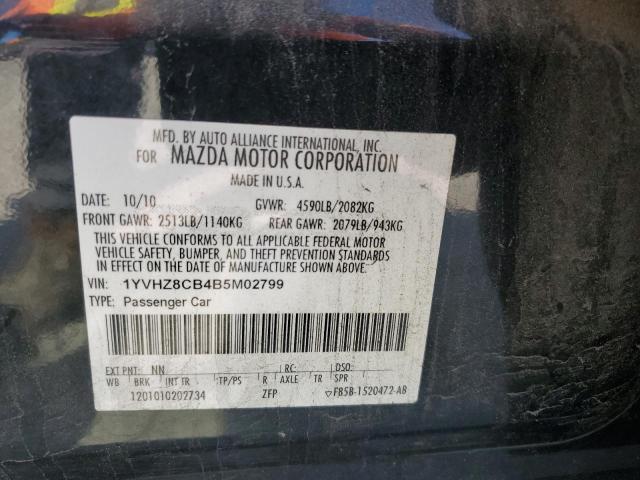 MFD. BY AUTO ALLIANCE INTERNATIONAL, INC.
FOR MAZDA MOTOR CORPORATION
MADE IN U.S.A.
DATE: 10/10 GVWR: 4590LB/2082KG
FRONT GAWR: 2513LB/1140KG REAR GAWR: 2079LB/943KG
THIS VEHICLE CONFORMS TO ALL APPLICABLE FEDERAL MOTOR
VEHICLE SAFETY, BUMPER, AND THEFT PREVENTION STANDARDS
IN EFFECT ON THE DATE OF MANUFACTURE SHOWN ABOVE.
VIN: 1YVHZ8CB4B5M02799
TYPE: Passenger Car
EXT PNT: NN RC: DSO:
WB BRK INT TR TP/PS R AXLE TR SPR
1201010202734 ZFP ▽FB5B-1520472-AB